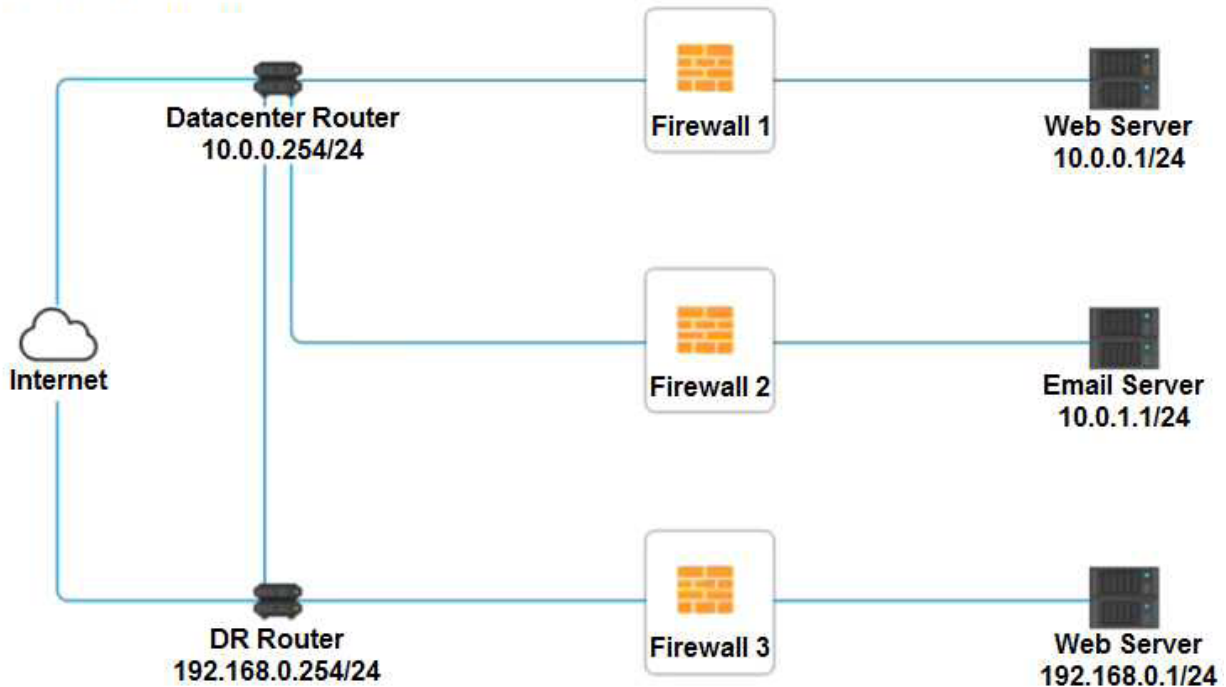 Datacenter Router
10.0.0.254/24
Firewall 1
Web Server
10.0.0.1/24
Internet
Firewall 2
Email Server
10.0.1.1/24
DR Router
192.168.0.254/24
Firewall 3
Web Server
192.168.0.1/24